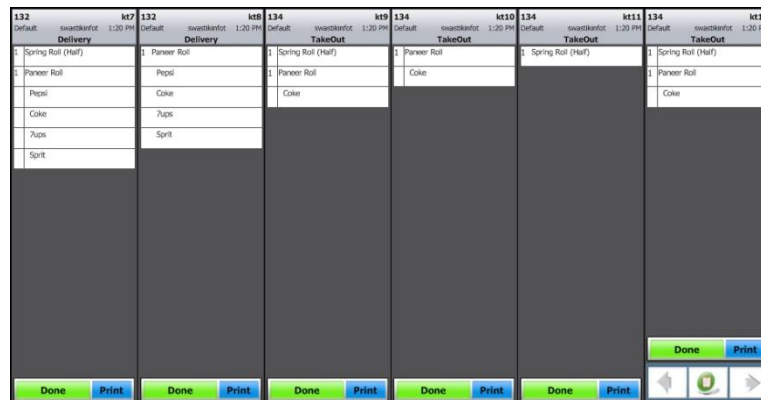 132 kt7
Default swastikinfot 1:20 PM
Delivery
1 Spring Roll (Half)
1 Paneer Roll
Pepsi
Coke
7ups
Sprit
Done Print
132 kt8
Default swastikinfot 1:20 PM
Delivery
1 Paneer Roll
Pepsi
Coke
7ups
Sprit
Done Print
134 kt9
Default swastikinfot 1:20 PM
TakeOut
1 Spring Roll (Half)
1 Paneer Roll
Coke
Done Print
134 kt10
Default swastikinfot 1:20 PM
TakeOut
1 Paneer Roll
Coke
Done Print
134 kt11
Default swastikinfot 1:20 PM
TakeOut
1 Spring Roll (Half)
Done Print
134 kt1
Default swastikinfot 1:20 P
TakeOut
1 Spring Roll (Half)
1 Paneer Roll
Coke
Done Print